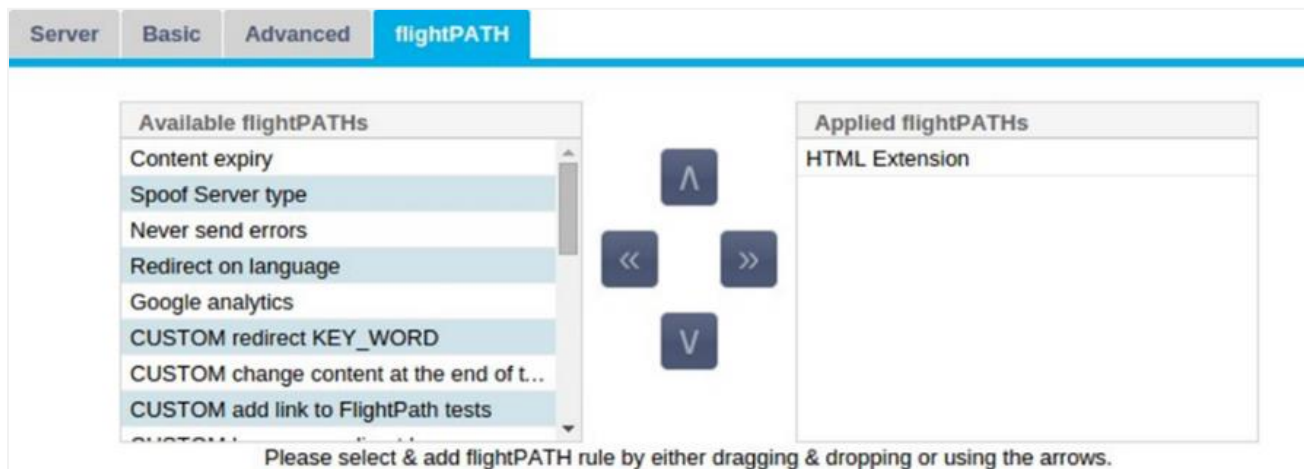 Server Basic Advanced flightPATH
Available flightPATHs
Content expiry
Spoof Server type
Never send errors
Redirect on language
Google analytics
CUSTOM redirect KEY_WORD
CUSTOM change content at the end of t...
CUSTOM add link to FlightPath tests
CUSTOM
Applied flightPATHs
HTML Extension
Please select & add flightPATH rule by either dragging & dropping or using the arrows.